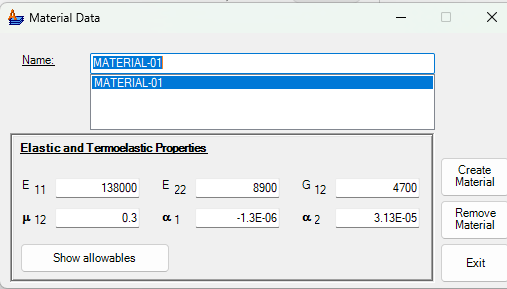 Material Data
Name:
MATERIAL-01
MATERIAL-01
Elastic and Termoelastic Properties
E 11 138000 E 22 8900 G 12 4700
μ 12 0.3 α 1 -1.3E-06 α 2 3.13E-05
Show allowables
Create
Material
Remove
Material
Exit